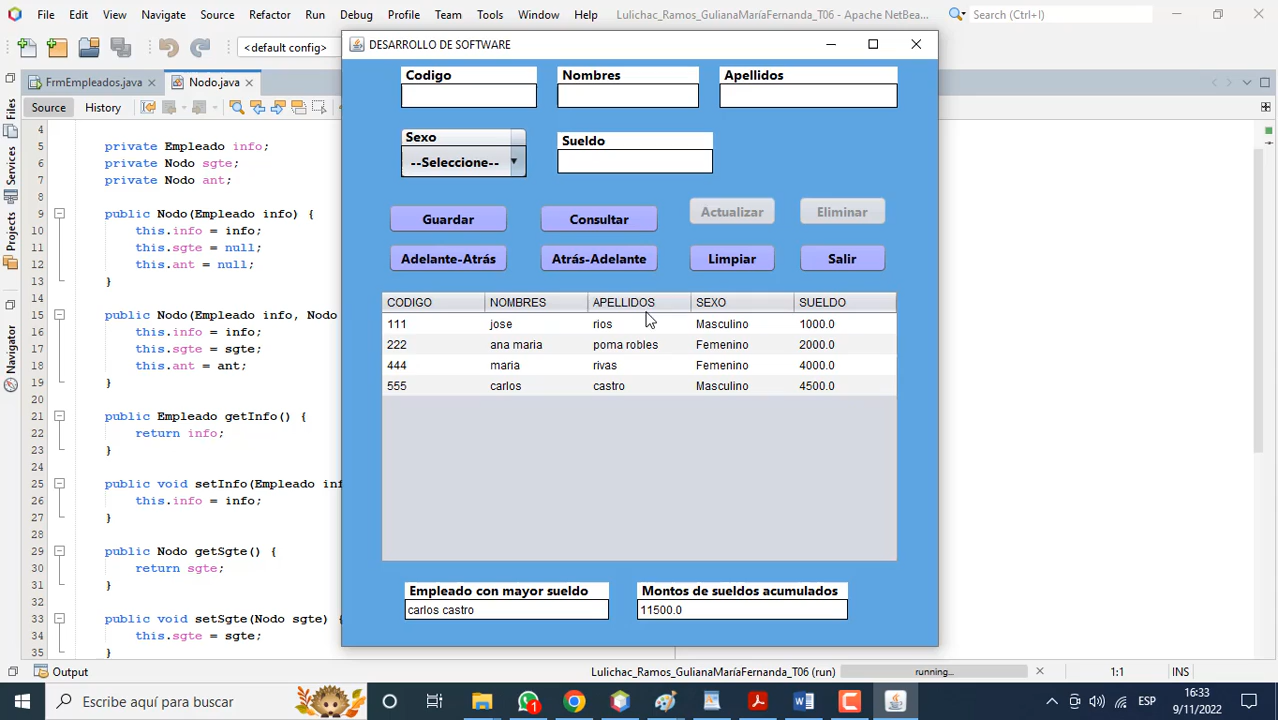 File Edit View Navigate Source Refactor Run Debug Profile Team Tools Window Help
Lulichac_Ramos_GulianaMaríaFernanda_T06 - Apache NetBea...
Search (Ctrl+I)
<default config>
FrmEmpleados.java
Nodo.java
Source History
Files
Services
Projects
Navigator
4
5 private Empleado info;
6 private Nodo sgte;
7 private Nodo ant;
8
9 public Nodo(Empleado info) {
10 this.info = info;
11 this.sgte = null;
12 this.ant = null;
13 }
14
15 public Nodo(Empleado info, Nodo
16 this.info = info;
17 this.sgte = sgte;
18 this.ant = ant;
19 }
20
21 public Empleado getInfo() {
22 return info;
23 }
24
25 public void setInfo(Empleado inf
26 this.info = info;
27 }
28
29 public Nodo getSgte() {
30 return sgte;
31 }
32
33 public void setSgte(Nodo sgte) {
34 this.sgte = sgte;
35 }
DESARROLLO DE SOFTWARE
Codigo Nombres Apellidos
Sexo Sueldo
--Seleccione--
Guardar Consultar Actualizar Eliminar
Adelante-Atrás Atrás-Adelante Limpiar Salir
CODIGO NOMBRES APELLIDOS SEXO SUELDO
111 jose rios Masculino 1000.0
222 ana maria poma robles Femenino 2000.0
444 maria rivas Femenino 4000.0
555 carlos castro Masculino 4500.0
Empleado con mayor sueldo Montos de sueldos acumulados
carlos castro 11500.0
Output
Lulichac_Ramos_GulianaMaríaFernanda_T06 (run) running... 1:1 INS
Escribe aquí para buscar
1
ESP
16:33
9/11/2022